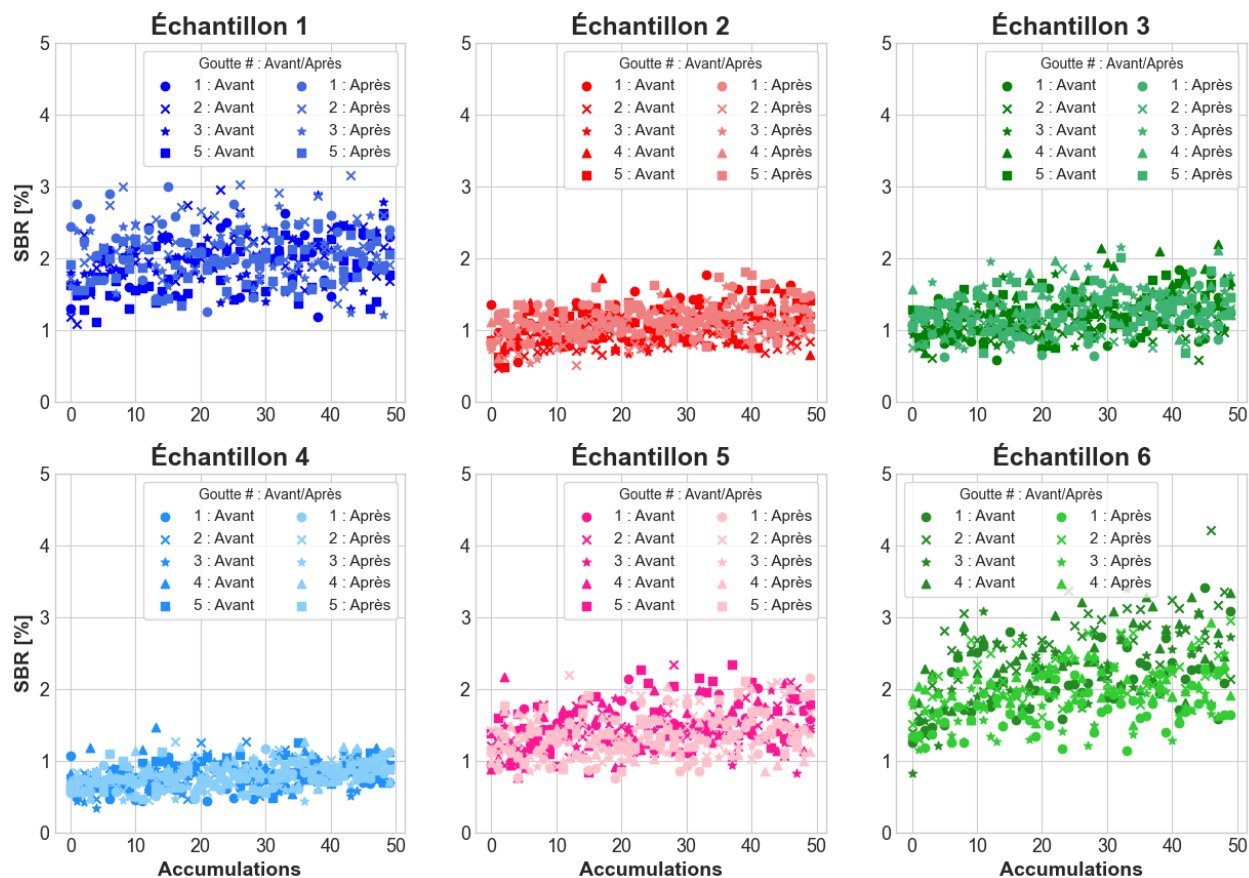 Échantillon 1
5
4
3
2
1
0
SBR [%]
Goutte # : Avant/Après
1 : Avant 1 : Après
2 : Avant 2 : Après
3 : Avant 3 : Après
5 : Avant 5 : Après
0 10 20 30 40 50
Échantillon 2
5
4
3
2
1
0
Goutte # : Avant/Après
1 : Avant 1 : Après
2 : Avant 2 : Après
3 : Avant 3 : Après
4 : Avant 4 : Après
5 : Avant 5 : Après
0 10 20 30 40 50
Échantillon 3
5
4
3
2
1
0
Goutte # : Avant/Après
1 : Avant 1 : Après
2 : Avant 2 : Après
3 : Avant 3 : Après
4 : Avant 4 : Après
5 : Avant 5 : Après
0 10 20 30 40 50
Échantillon 4
5
4
3
2
1
0
SBR [%]
Goutte # : Avant/Après
1 : Avant 1 : Après
2 : Avant 2 : Après
3 : Avant 3 : Après
4 : Avant 4 : Après
5 : Avant 5 : Après
0 10 20 30 40 50
Accumulations
Échantillon 5
5
4
3
2
1
0
Goutte # : Avant/Après
1 : Avant 1 : Après
2 : Avant 2 : Après
3 : Avant 3 : Après
4 : Avant 4 : Après
5 : Avant 5 : Après
0 10 20 30 40 50
Accumulations
Échantillon 6
5
4
3
2
1
0
Goutte # : Avant/Après
1 : Avant 1 : Après
2 : Avant 2 : Après
3 : Avant 3 : Après
4 : Avant 4 : Après
0 10 20 30 40 50
Accumulations